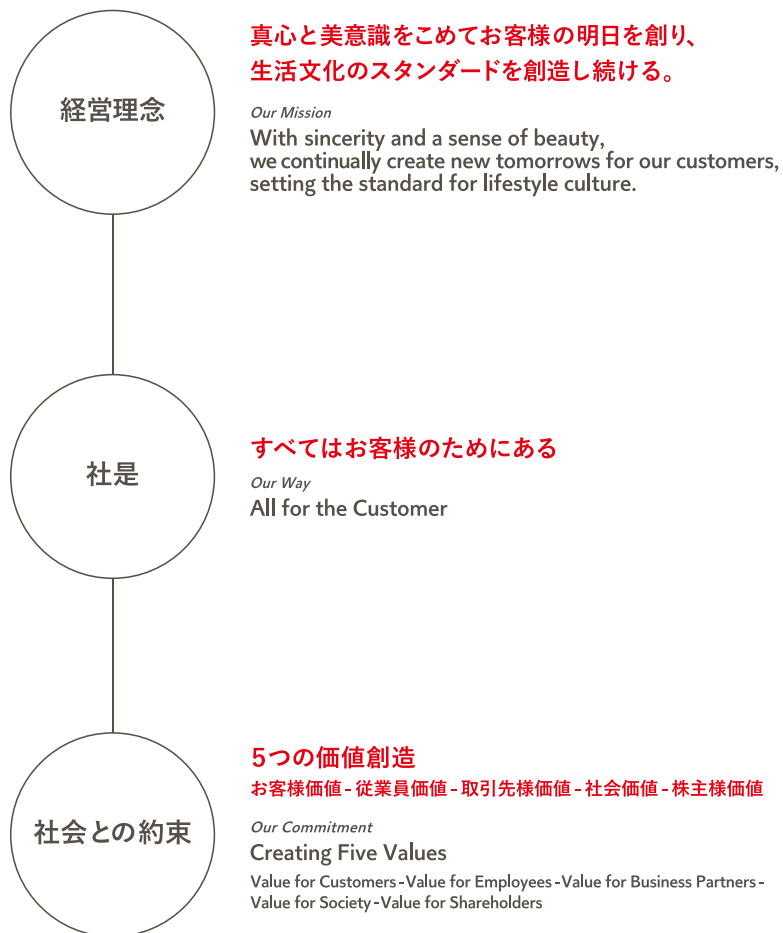 経営理念
真心と美意識をこめてお客様の明日を創り、
生活文化のスタンダードを創造し続ける。
Our Mission
With sincerity and a sense of beauty,
we continually create new tomorrows for our customers,
setting the standard for lifestyle culture.
社是
すべてはお客様のためにある
Our Way
All for the Customer
社会との約束
5つの価値創造
お客様価値-従業員価値-取引先様価値-社会価値-株主様価値
Our Commitment
Creating Five Values
Value for Customers-Value for Employees-Value for Business Partners-
Value for Society-Value for Shareholders